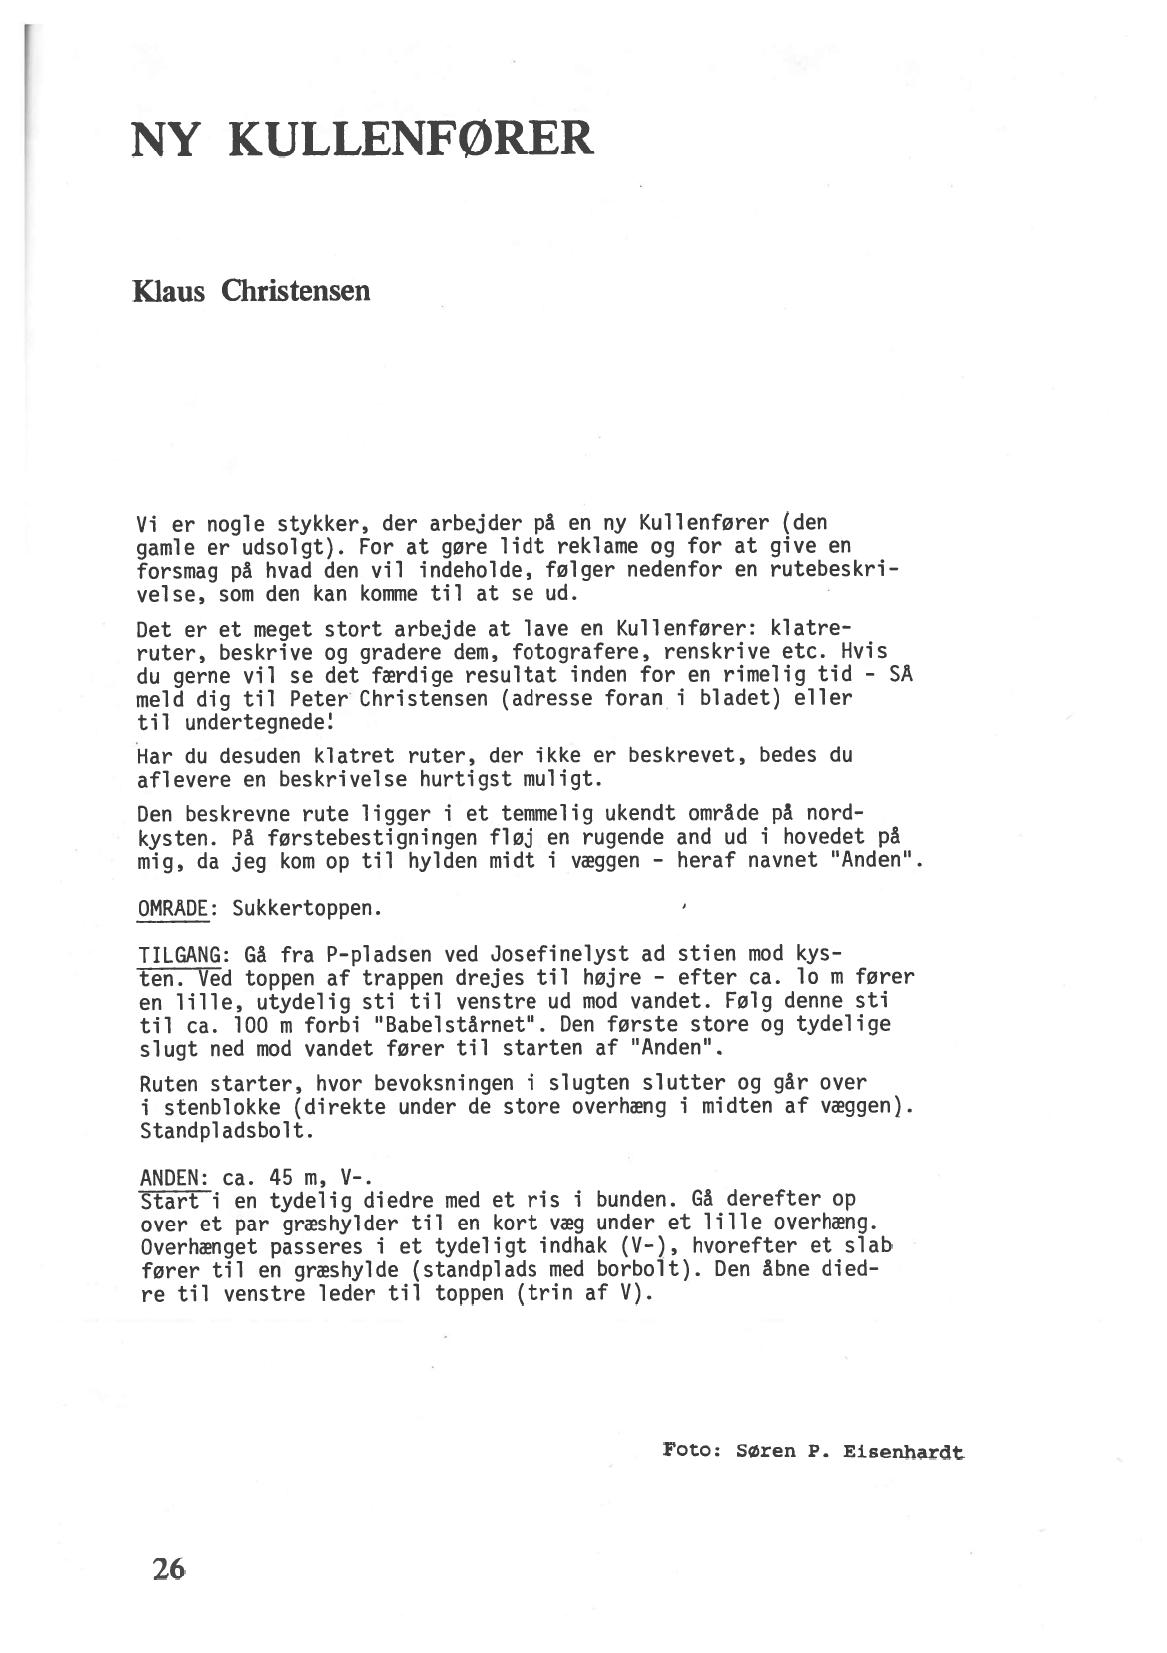 NY KULLENFØRER
Klaus Christensen
Vi er nogle stykker, der arbejder på en ny Kullenfører (den
gamle er udsolgt). For at gøre lidt reklame og for at give en
forsmag på hvad den vil indeholde, følger nedenfor en rutebeskri-
velse, som den kan komme til at se ud.
Det er et meget stort arbejde at lave en Kullenfører: klatre-
ruter, beskrive og gradere dem, fotografere, renskrive etc. Hvis
du gerne vil se det færdige resultat inden for en rimelig tid - SÅ
meld dig til Peter Christensen (adresse foran i bladet) eller
til undertegnede!
Har du desuden klatret ruter, der ikke er beskrevet, bedes du
aflevere en beskrivelse hurtigst muligt.
Den beskrevne rute ligger i et temmelig ukendt område på nord-
kysten. På førstebestigningen fløj en rugende and ud i hovedet på
mig, da jeg kom op til hylden midt i væggen - heraf navnet "Anden".
OMRÅDE: Sukkertoppen.
TILGANG: Gå fra P-pladsen ved Josefinelyst ad stien mod kys-
ten. Ved toppen af trappen drejes til højre - efter ca. lo m fører
en lille, utydelig sti til venstre ud mod vandet. Følg denne sti
til ca. 100 m forbi "Babelstårnet". Den første store og tydelige
slugt ned mod vandet fører til starten af "Anden".
Ruten starter, hvor bevoksningen i slugten slutter og går over
i stenblokke (direkte under de store overhæng i midten af væggen).
Standpladsbolt.
ANDEN: ca. 45 m, V-.
Start i en tydelig diedre med et ris i bunden. Gå derefter op
over et par græshylder til en kort væg under et lille overhæng.
Overhænget passeres i et tydeligt indhak (V-), hvorefter et slab
fører til en græshylde (standplads med borbolt). Den åbne died-
re til venstre leder til toppen (trin af V).
Foto: Søren P. Eisenhardt
26